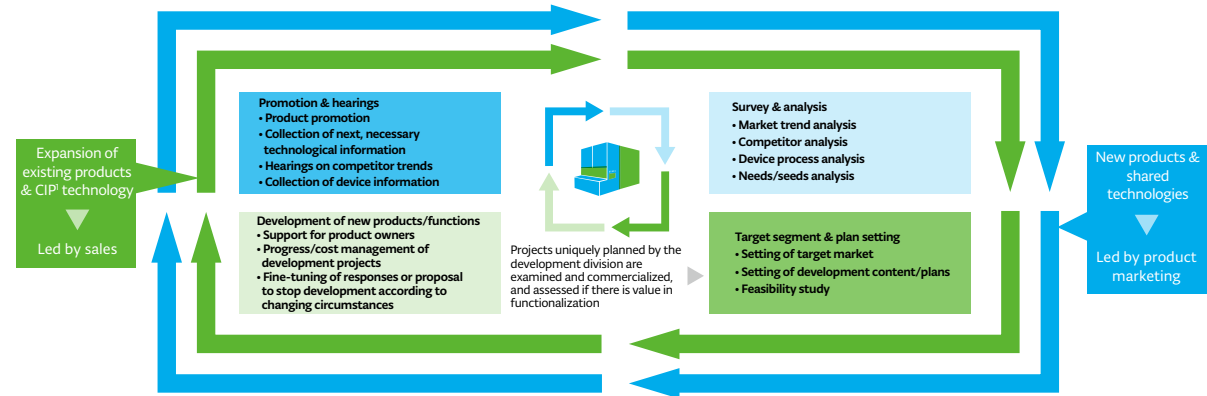 Expansion of
existing products
& CIP¹ technology
Led by sales
Promotion & hearings
• Product promotion
• Collection of next, necessary
technological information
• Hearings on competitor trends
• Collection of device information
Survey & analysis
• Market trend analysis
• Competitor analysis
• Device process analysis
• Needs/seeds analysis
Development of new products/functions
• Support for product owners
• Progress/cost management of
development projects
• Fine-tuning of responses or proposal
to stop development according to
changing circumstances
Projects uniquely planned by the
development division are
examined and commercialized,
and assessed if there is value in
functionalization
Target segment & plan setting
• Setting of target market
• Setting of development content/plans
• Feasibility study
New products &
shared
technologies
Led by product
marketing